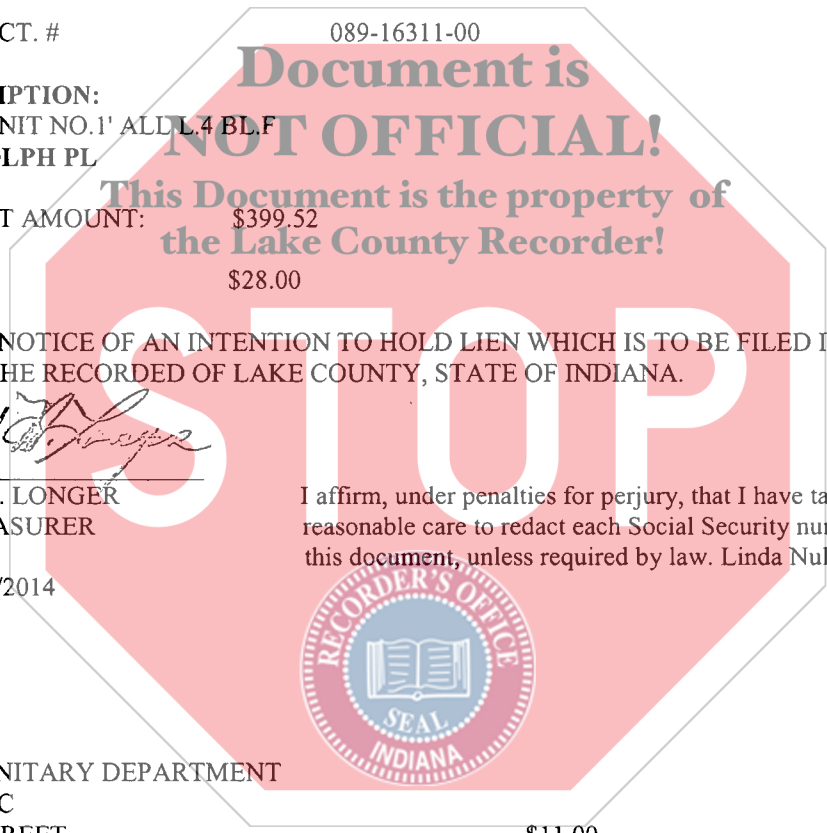 CT. # 089-16311-00
Document is
IPTION:
NIT NO.1' ALL L.4 BL.F
NOT OFFICIAL!
LPH PL
This Document is the property of
T AMOUNT: $399.52
the Lake County Recorder!
$28.00
NOTICE OF AN INTENTION TO HOLD LIEN WHICH IS TO BE FILED I
HE RECORDED OF LAKE COUNTY, STATE OF INDIANA.
STOP
. LONGER
ASURER
/2014
I affirm, under penalties for perjury, that I have ta
reasonable care to redact each Social Security nu
this document, unless required by law. Linda Nul
RECORDER'S OFFICE
SEAL
INDIANA
NITARY DEPARTMENT
C
REET $11.00